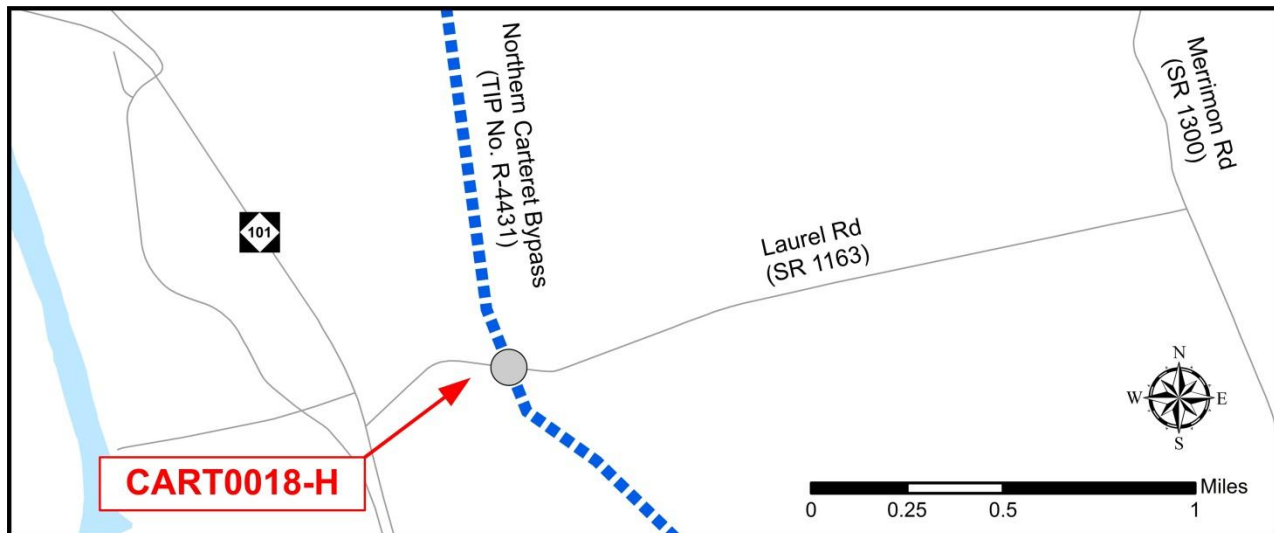 Northern Carteret Bypass
(TIP No. R-4431)
Merrimon Rd
(SR 1300)
101
Laurel Rd
(SR 1163)
CART0018-H
N
W
E
S
Miles
0
0.25
0.5
1